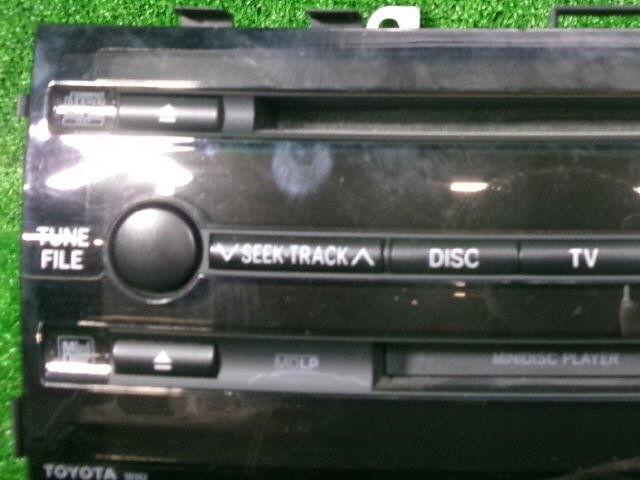 TUNE
FILE
SEEK·TRACK
DISC
TV
MDLP
MINIDISC PLAYER
TOYOTA